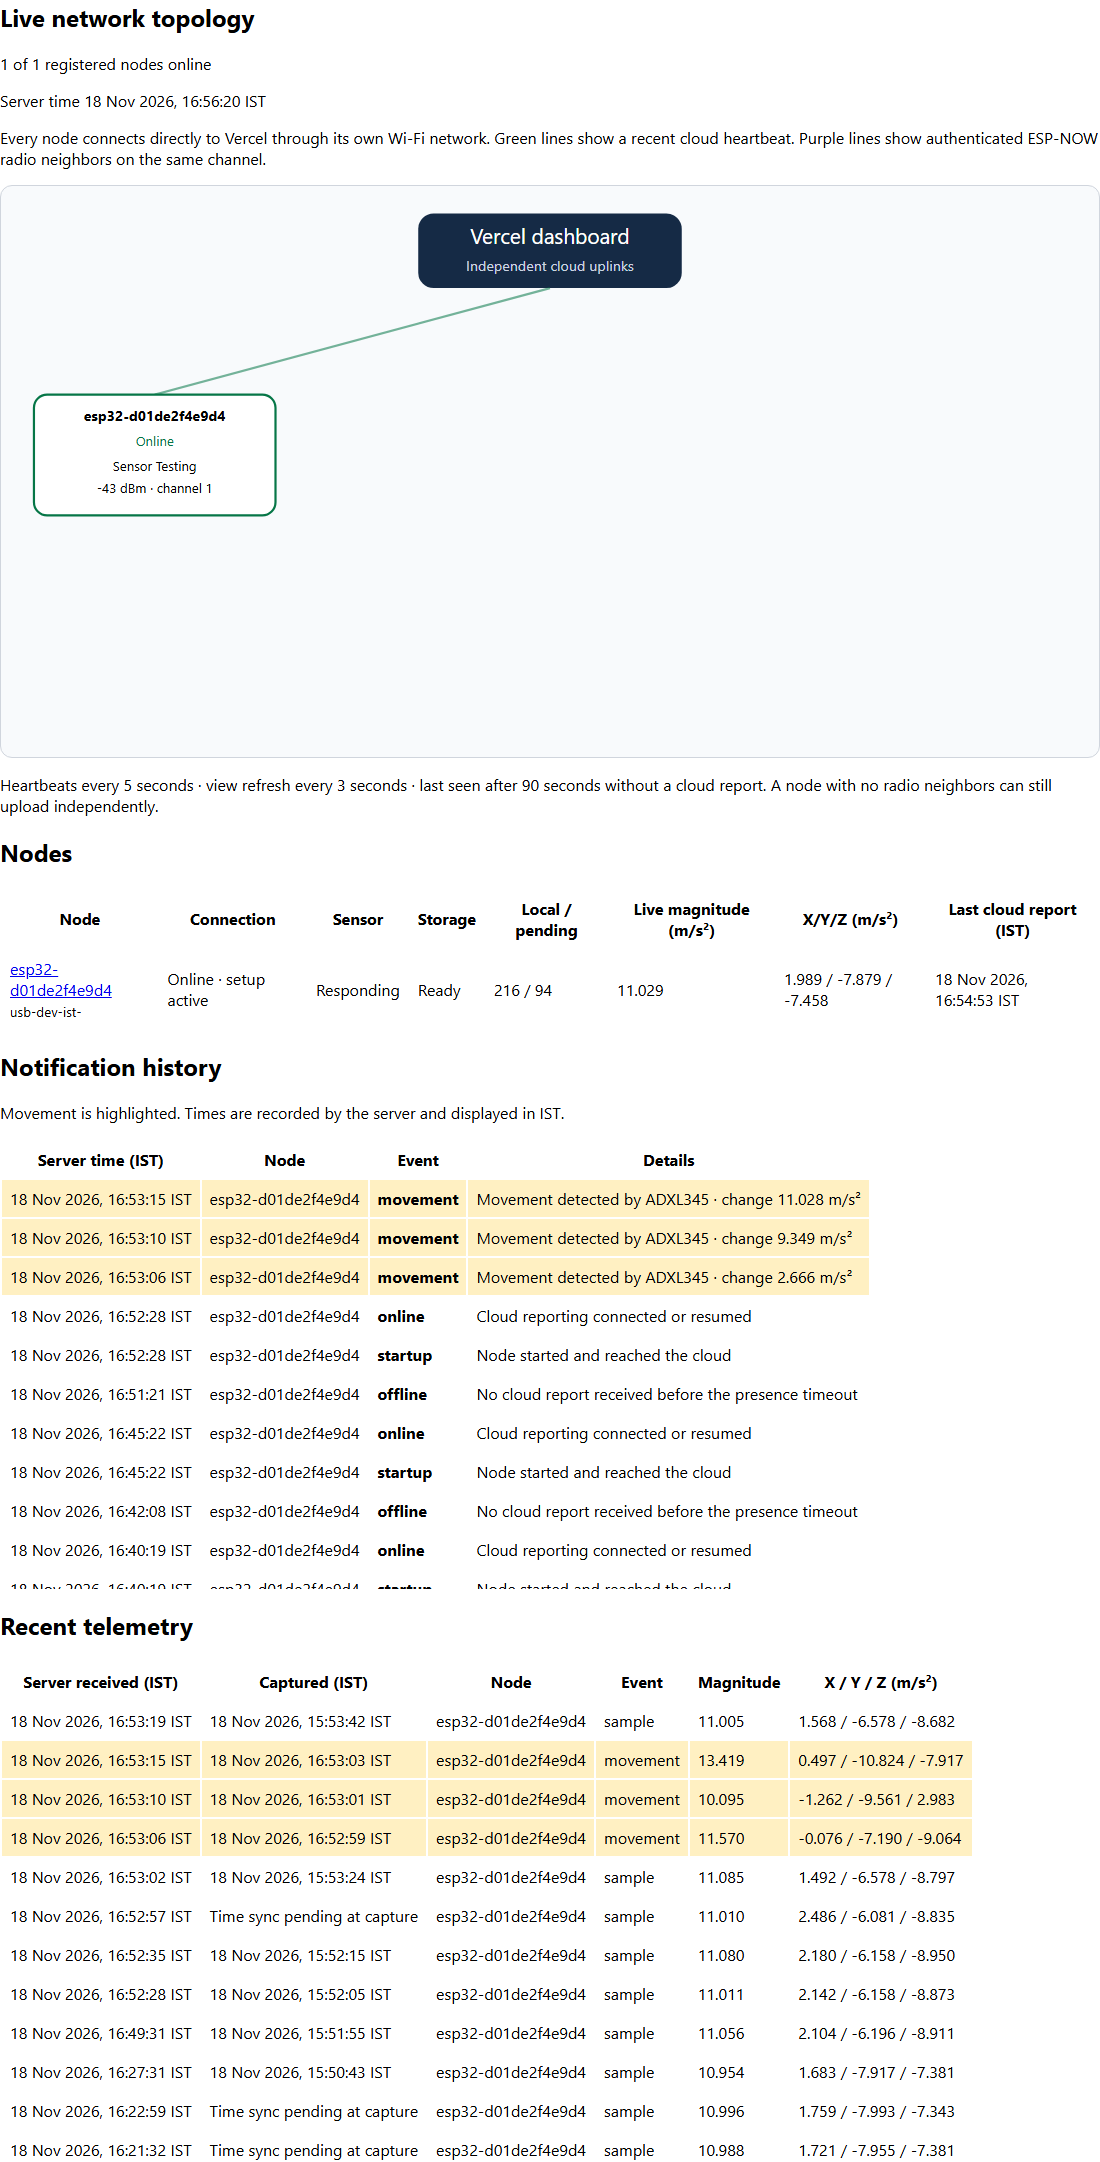 Live network topology
1 of 1 registered nodes online
Server time 18 Nov 2026, 16:56:20 IST
Every node connects directly to Vercel through its own Wi-Fi network. Green lines show a recent cloud heartbeat. Purple lines show authenticated ESP-NOW
radio neighbors on the same channel.
Vercel dashboard
Independent cloud uplinks
esp32-d01de2f4e9d4
Online
Sensor Testing
-43 dBm · channel 1
Heartbeats every 5 seconds · view refresh every 3 seconds · last seen after 90 seconds without a cloud report. A node with no radio neighbors can still
upload independently.
Nodes
Node Connection Sensor Storage Local / pending Live magnitude (m/s²) X/Y/Z (m/s²) Last cloud report (IST)
esp32-d01de2f4e9d4 usb-dev-ist- Online · setup active Responding Ready 216 / 94 11.029 1.989 / -7.879 / -7.458 18 Nov 2026, 16:54:53 IST
Notification history
Movement is highlighted. Times are recorded by the server and displayed in IST.
Server time (IST) Node Event Details
18 Nov 2026, 16:53:15 IST esp32-d01de2f4e9d4 movement Movement detected by ADXL345 · change 11.028 m/s²
18 Nov 2026, 16:53:10 IST esp32-d01de2f4e9d4 movement Movement detected by ADXL345 · change 9.349 m/s²
18 Nov 2026, 16:53:06 IST esp32-d01de2f4e9d4 movement Movement detected by ADXL345 · change 2.666 m/s²
18 Nov 2026, 16:52:28 IST esp32-d01de2f4e9d4 online Cloud reporting connected or resumed
18 Nov 2026, 16:52:28 IST esp32-d01de2f4e9d4 startup Node started and reached the cloud
18 Nov 2026, 16:51:21 IST esp32-d01de2f4e9d4 offline No cloud report received before the presence timeout
18 Nov 2026, 16:45:22 IST esp32-d01de2f4e9d4 online Cloud reporting connected or resumed
18 Nov 2026, 16:45:22 IST esp32-d01de2f4e9d4 startup Node started and reached the cloud
18 Nov 2026, 16:42:08 IST esp32-d01de2f4e9d4 offline No cloud report received before the presence timeout
18 Nov 2026, 16:40:19 IST esp32-d01de2f4e9d4 online Cloud reporting connected or resumed
18 Nov 2026, 16:40:19 IST esp32-d01de2f4e9d4 startup Node started and reached the cloud
Recent telemetry
Server received (IST) Captured (IST) Node Event Magnitude X / Y / Z (m/s²)
18 Nov 2026, 16:53:19 IST 18 Nov 2026, 15:53:42 IST esp32-d01de2f4e9d4 sample 11.005 1.568 / -6.578 / -8.682
18 Nov 2026, 16:53:15 IST 18 Nov 2026, 16:53:03 IST esp32-d01de2f4e9d4 movement 13.419 0.497 / -10.824 / -7.917
18 Nov 2026, 16:53:10 IST 18 Nov 2026, 16:53:01 IST esp32-d01de2f4e9d4 movement 10.095 -1.262 / -9.561 / 2.983
18 Nov 2026, 16:53:06 IST 18 Nov 2026, 16:52:59 IST esp32-d01de2f4e9d4 movement 11.570 -0.076 / -7.190 / -9.064
18 Nov 2026, 16:53:02 IST 18 Nov 2026, 15:53:24 IST esp32-d01de2f4e9d4 sample 11.085 1.492 / -6.578 / -8.797
18 Nov 2026, 16:52:57 IST Time sync pending at capture esp32-d01de2f4e9d4 sample 11.010 2.486 / -6.081 / -8.835
18 Nov 2026, 16:52:35 IST 18 Nov 2026, 15:52:15 IST esp32-d01de2f4e9d4 sample 11.080 2.180 / -6.158 / -8.950
18 Nov 2026, 16:52:28 IST 18 Nov 2026, 15:52:05 IST esp32-d01de2f4e9d4 sample 11.011 2.142 / -6.158 / -8.873
18 Nov 2026, 16:49:31 IST 18 Nov 2026, 15:51:55 IST esp32-d01de2f4e9d4 sample 11.056 2.104 / -6.196 / -8.911
18 Nov 2026, 16:27:31 IST 18 Nov 2026, 15:50:43 IST esp32-d01de2f4e9d4 sample 10.954 1.683 / -7.917 / -7.381
18 Nov 2026, 16:22:59 IST Time sync pending at capture esp32-d01de2f4e9d4 sample 10.996 1.759 / -7.993 / -7.343
18 Nov 2026, 16:21:32 IST Time sync pending at capture esp32-d01de2f4e9d4 sample 10.988 1.721 / -7.955 / -7.381